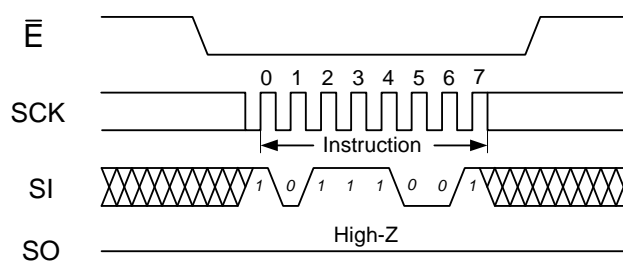 E̅
0 1 2 3 4 5 6 7
SCK
Instruction
SI 1 0 1 1 1 0 0 1
High-Z
SO